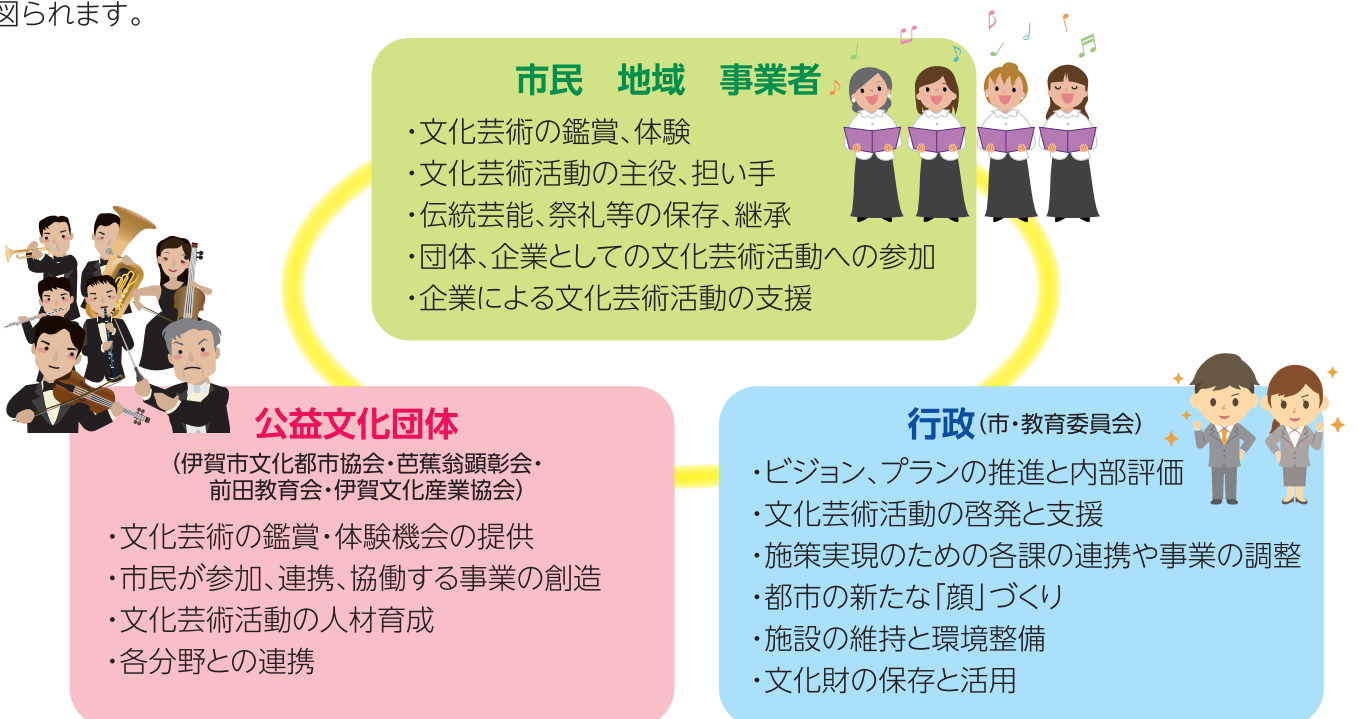 図られます。
市民　地域　事業者
・文化芸術の鑑賞、体験
・文化芸術活動の主役、担い手
・伝統芸能、祭礼等の保存、継承
・団体、企業としての文化芸術活動への参加
・企業による文化芸術活動の支援
公益文化団体
（伊賀市文化都市協会・芭蕉翁顕彰会・
前田教育会・伊賀文化産業協会）
・文化芸術の鑑賞・体験機会の提供
・市民が参加、連携、協働する事業の創造
・文化芸術活動の人材育成
・各分野との連携
行政（市・教育委員会）
・ビジョン、プランの推進と内部評価
・文化芸術活動の啓発と支援
・施策実現のための各課の連携や事業の調整
・都市の新たな「顔」づくり
・施設の維持と環境整備
・文化財の保存と活用